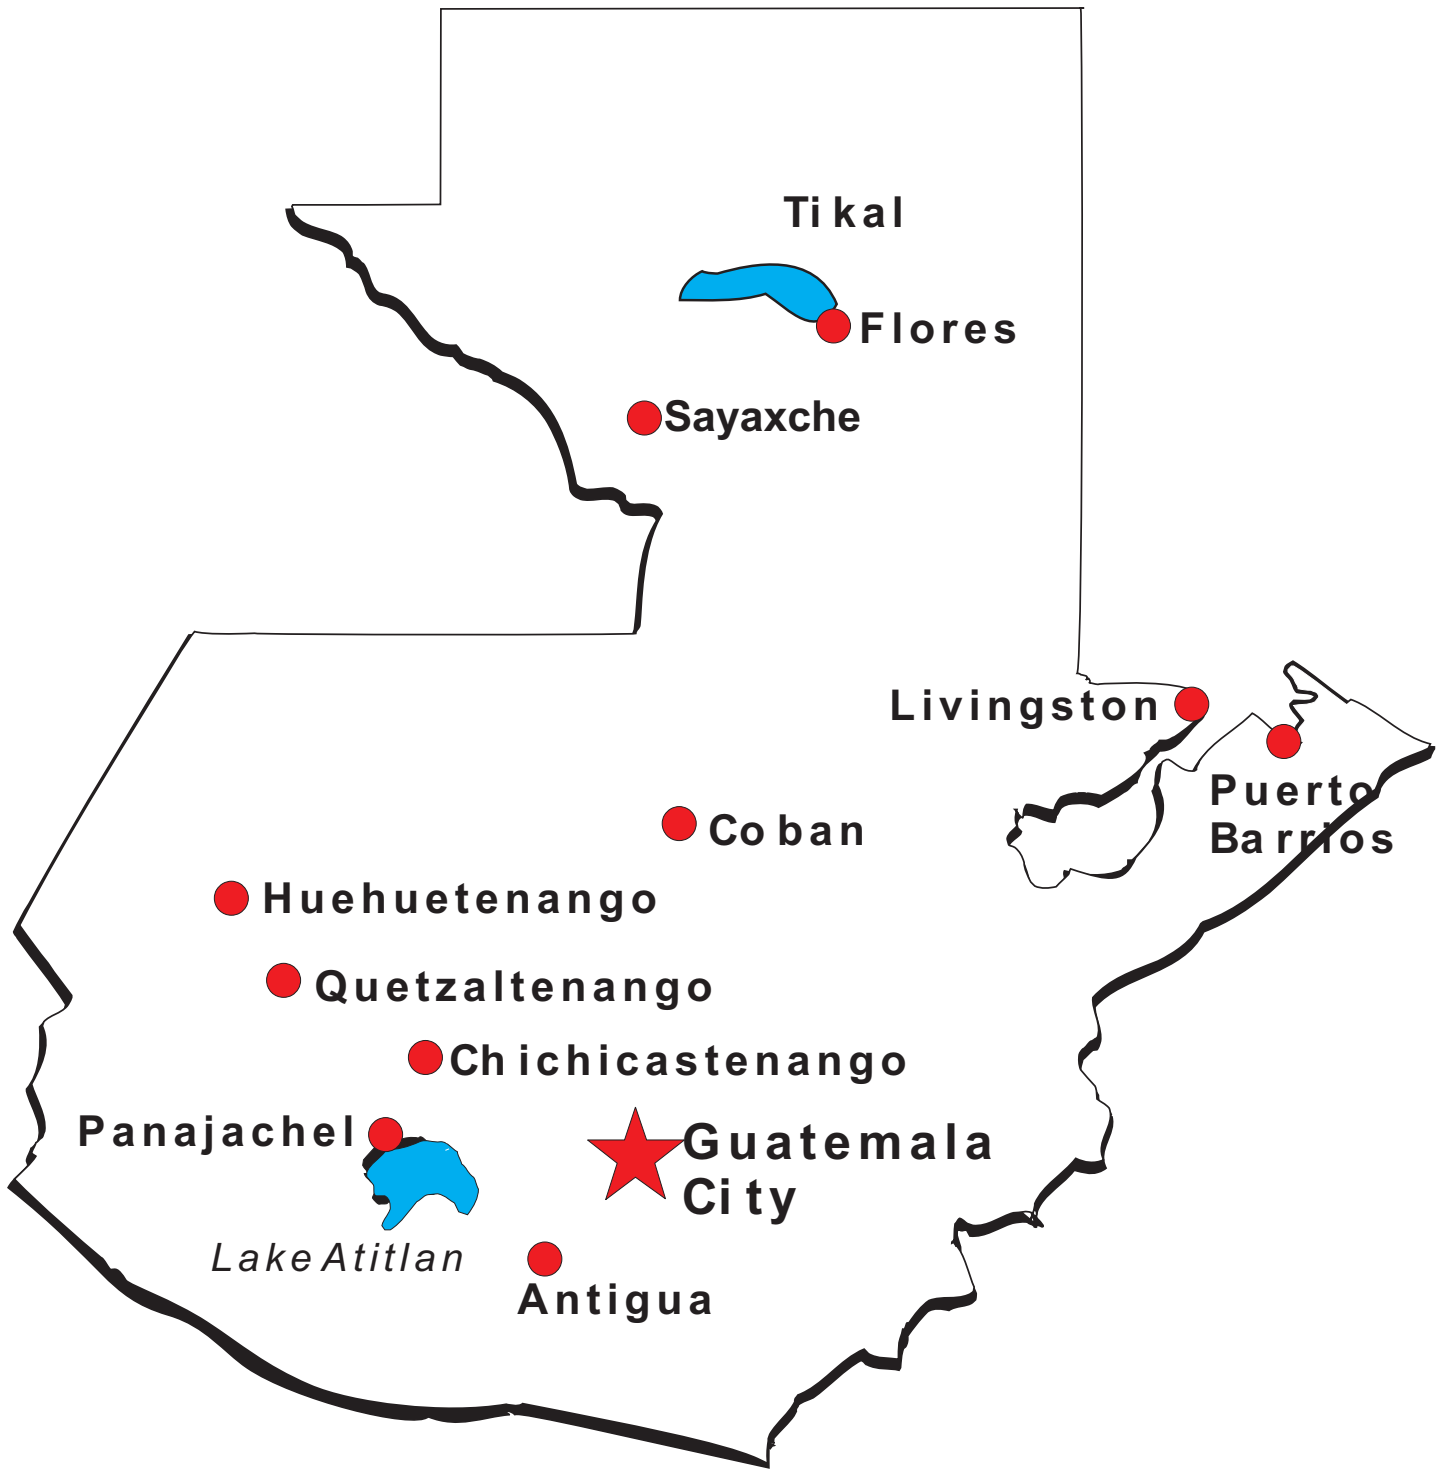 Tikal
Flores
Sayaxche
Livingston
Puerto
Barrios
Coban
Huehuetenango
Quetzaltenango
Chichicastenango
Panajachel
Guatemala
City
Lake Atitlan
Antigua